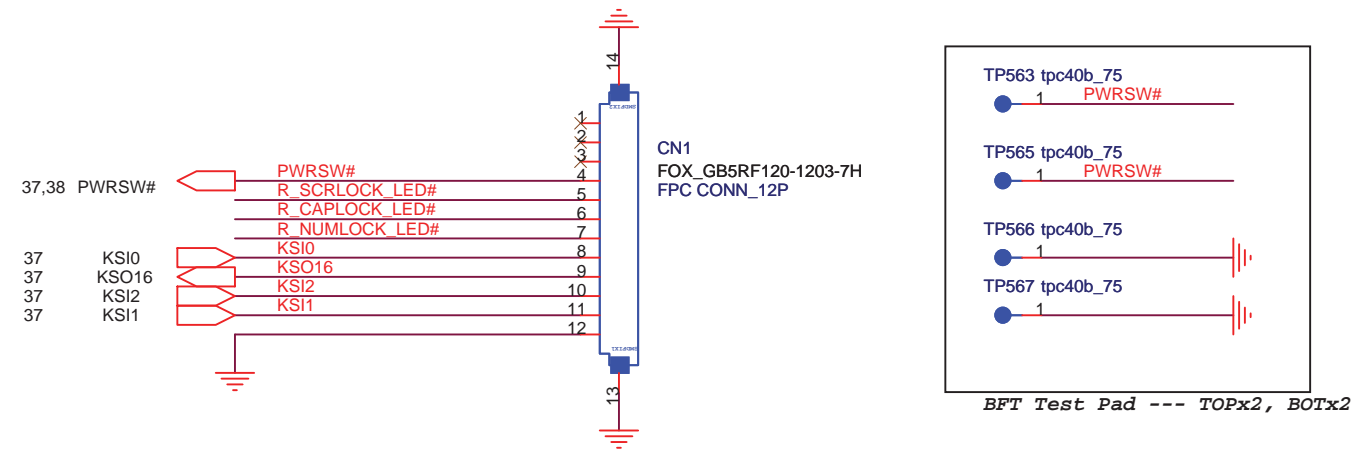 14
1
2
3
CN1
FOX_GB5RF120-1203-7H
FPC CONN_12P
37,38 PWRSW#
PWRSW#
4
R_SCRLOCK_LED#
5
R_CAPLOCK_LED#
6
R_NUMLOCK_LED#
7
37 KSI0
KSI0
8
37 KSO16
KSO16
9
37 KSI2
KSI2
10
37 KSI1
KSI1
11
12
13
TP563 tpc40b_75
1
PWRSW#
TP565 tpc40b_75
1
PWRSW#
TP566 tpc40b_75
1
TP567 tpc40b_75
1
BFT Test Pad --- TOPx2, BOTx2